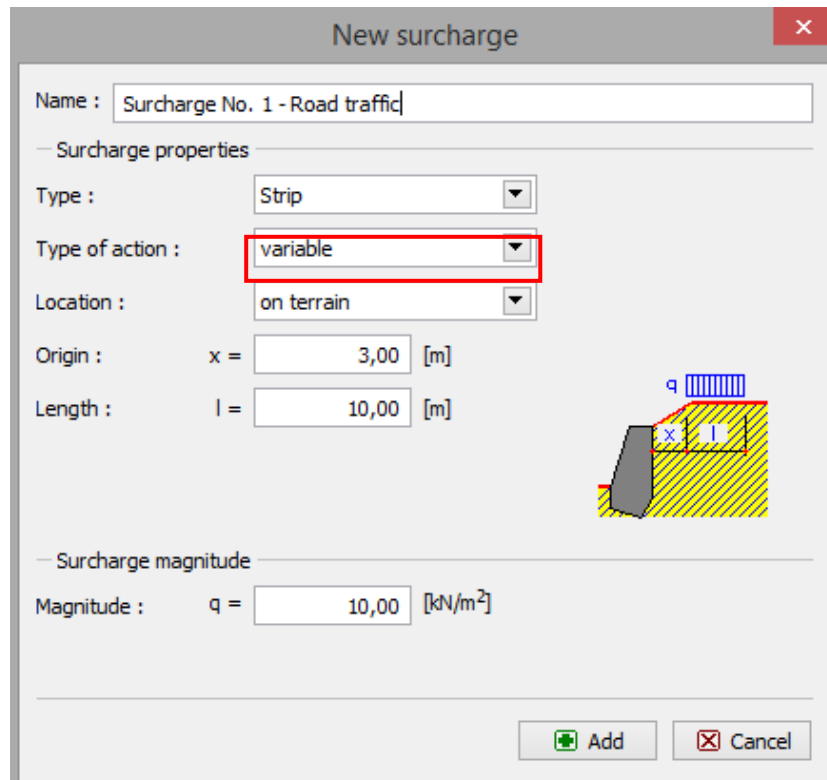 New surcharge
Name : Surcharge No. 1 - Road traffic
Surcharge properties
Type : Strip
Type of action : variable
Location : on terrain
Origin : x = 3,00 [m]
Length : l = 10,00 [m]
q
x l
Surcharge magnitude
Magnitude : q = 10,00 [kN/m²]
Add Cancel